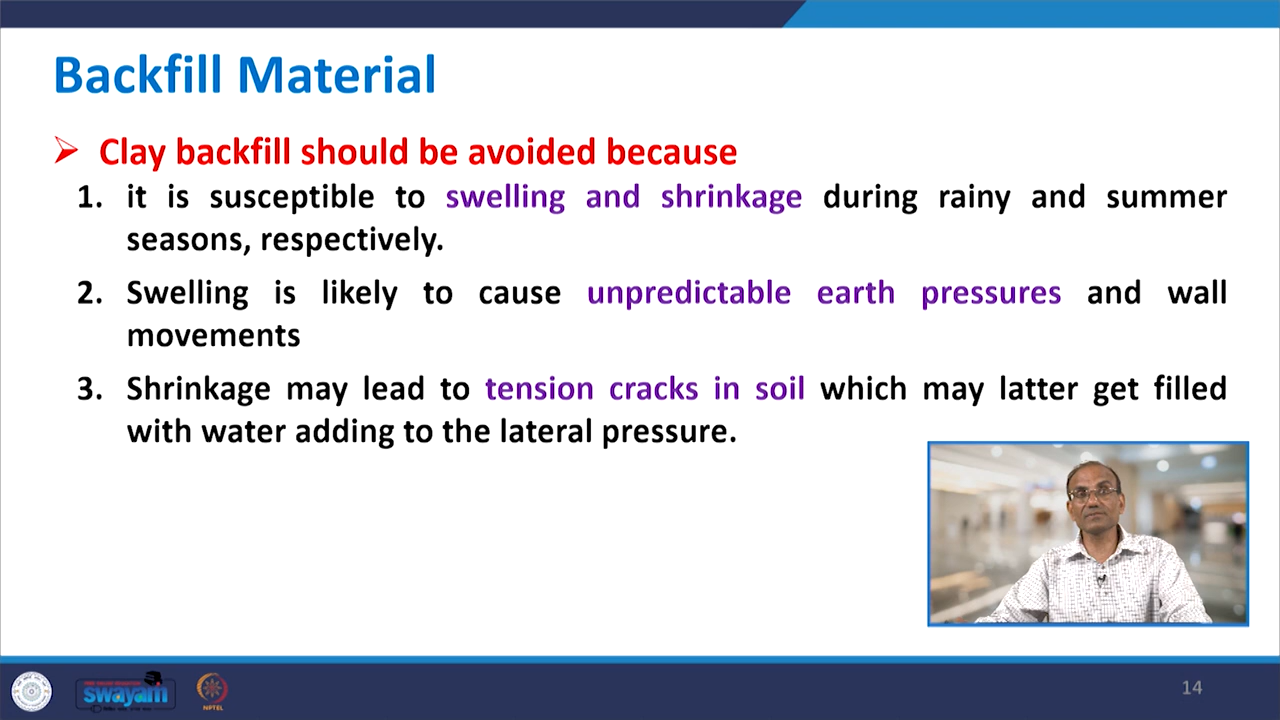 Backfill Material
➢ Clay backfill should be avoided because
1. it is susceptible to swelling and shrinkage during rainy and summer
seasons, respectively.
2. Swelling is likely to cause unpredictable earth pressures and wall
movements
3. Shrinkage may lead to tension cracks in soil which may latter get filled
with water adding to the lateral pressure.
swayam
NPTEL
14